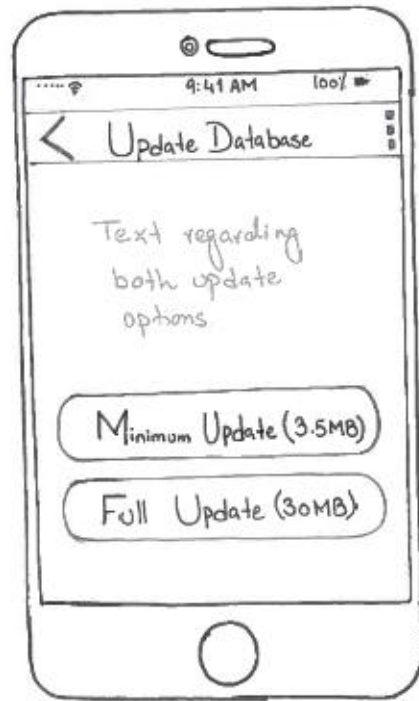 9:41 AM 100%
Update Database
Text regarding
both update
options
Minimum Update (3.5MB)
Full Update (30MB)